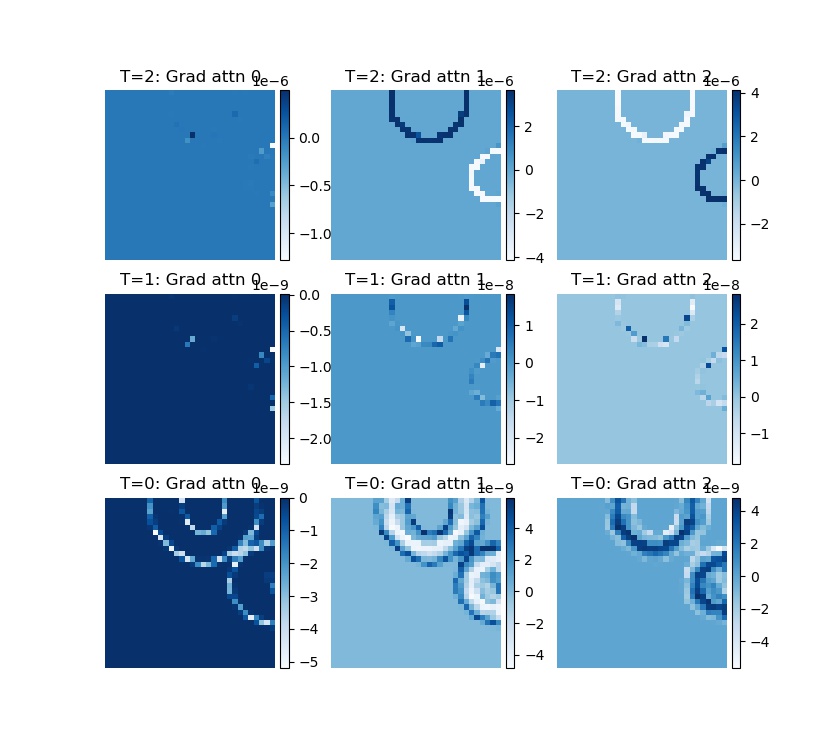 T=2: Grad attn 0
1e−6
T=2: Grad attn 1
1e−6
T=2: Grad attn 2
1e−6
0.0
−0.5
−1.0
2
0
−2
−4
4
2
0
−2
T=1: Grad attn 0
1e−9
T=1: Grad attn 1
1e−8
T=1: Grad attn 2
1e−8
0.0
−0.5
−1.0
−1.5
−2.0
1
0
−1
−2
2
1
0
−1
T=0: Grad attn 0
1e−9
T=0: Grad attn 1
1e−9
T=0: Grad attn 2
1e−9
0
−1
−2
−3
−4
−5
4
2
0
−2
−4
4
2
0
−2
−4